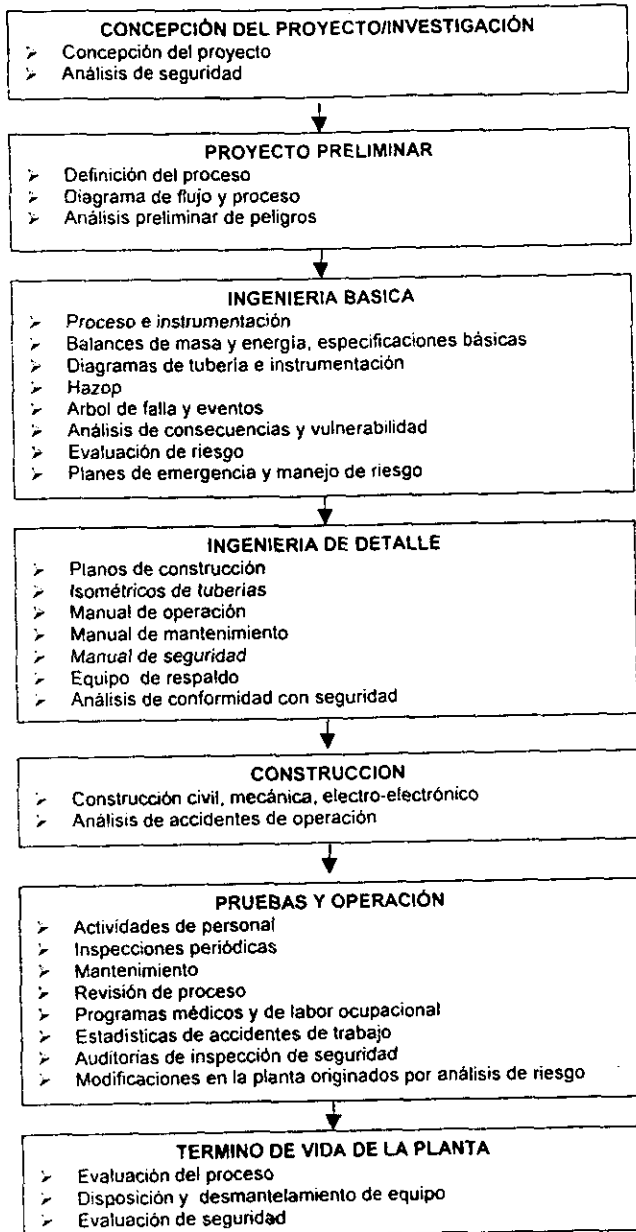 CONCEPCIÓN DEL PROYECTO/INVESTIGACIÓN
➢ Concepción del proyecto
➢ Análisis de seguridad
PROYECTO PRELIMINAR
➢ Definición del proceso
➢ Diagrama de flujo y proceso
➢ Análisis preliminar de peligros
INGENIERIA BASICA
➢ Proceso e instrumentación
➢ Balances de masa y energía, especificaciones básicas
➢ Diagramas de tubería e instrumentación
➢ Hazop
➢ Arbol de falla y eventos
➢ Análisis de consecuencias y vulnerabilidad
➢ Evaluación de riesgo
➢ Planes de emergencia y manejo de riesgo
INGENIERIA DE DETALLE
➢ Planos de construcción
➢ Isométricos de tuberias
➢ Manual de operación
➢ Manual de mantenimiento
➢ Manual de seguridad
➢ Equipo de respaldo
➢ Análisis de conformidad con seguridad
CONSTRUCCION
➢ Construcción civil, mecánica, electro-electrónico
➢ Análisis de accidentes de operación
PRUEBAS Y OPERACIÓN
➢ Actividades de personal
➢ Inspecciones periódicas
➢ Mantenimiento
➢ Revisión de proceso
➢ Programas médicos y de labor ocupacional
➢ Estadísticas de accidentes de trabajo
➢ Auditorías de inspección de seguridad
➢ Modificaciones en la planta originados por análisis de riesgo
TERMINO DE VIDA DE LA PLANTA
➢ Evaluación del proceso
➢ Disposición y desmantelamiento de equipo
➢ Evaluación de seguridad